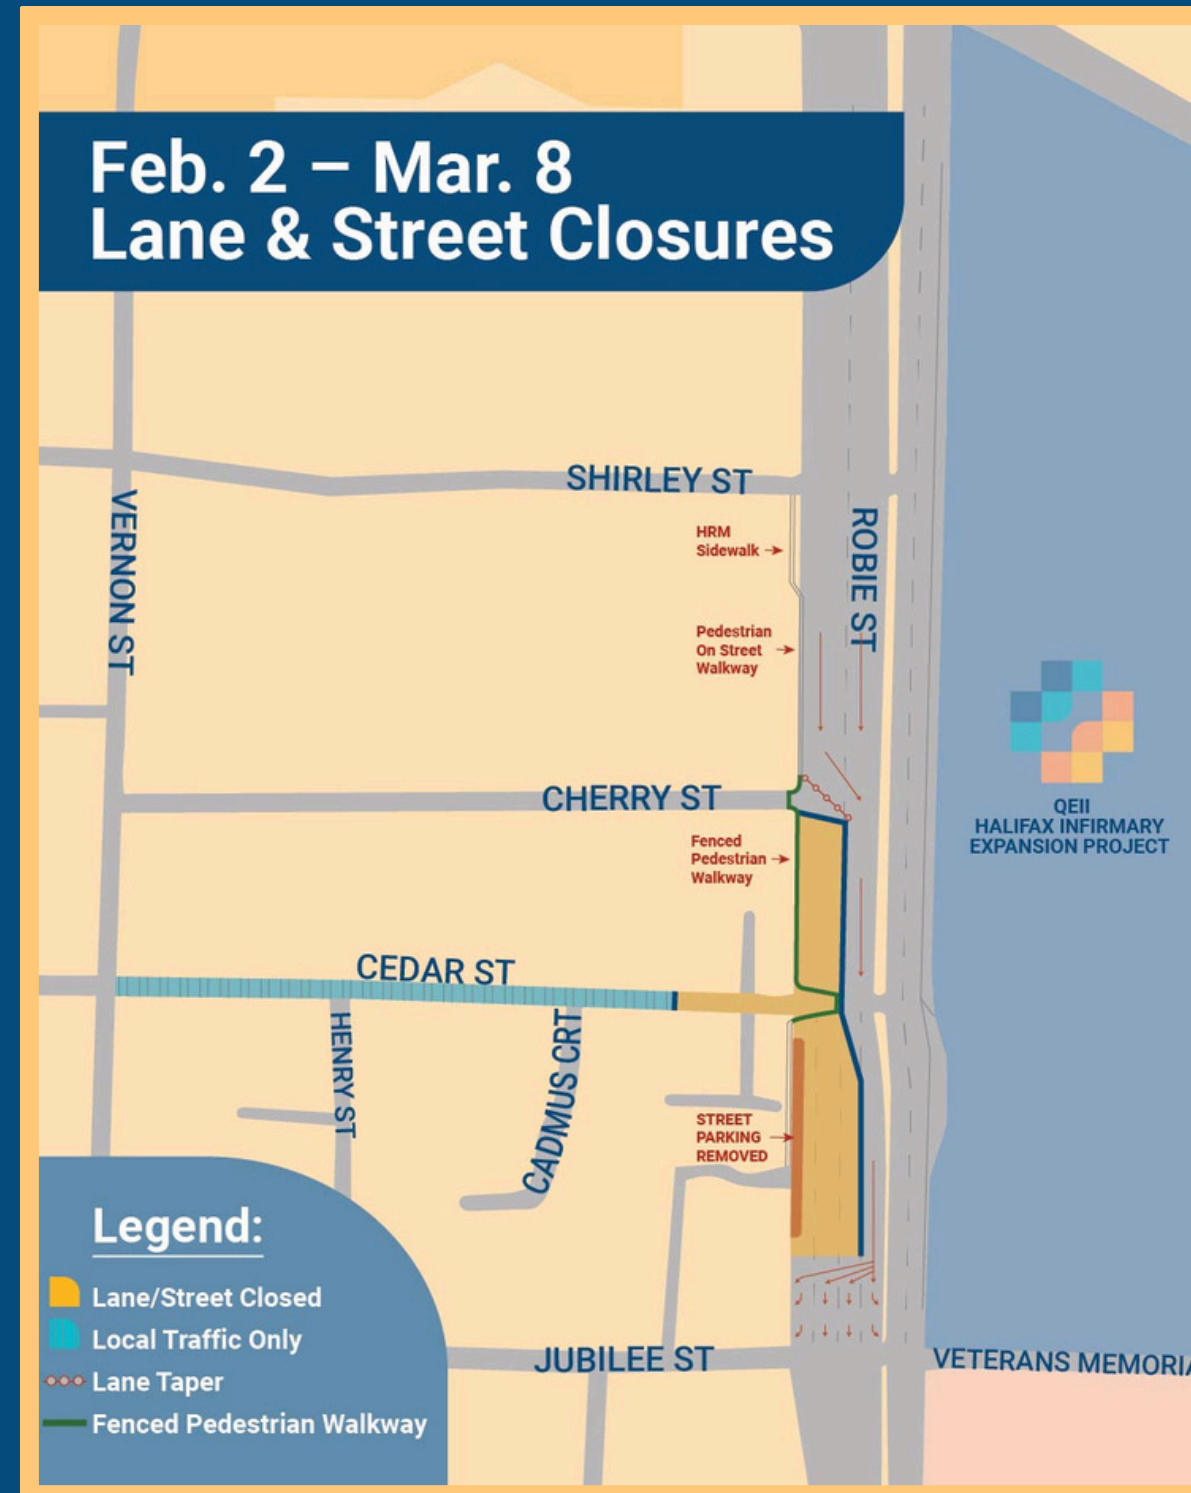 Feb. 2 – Mar. 8
Lane & Street Closures
SHIRLEY ST
VERNON ST
HRM
Sidewalk
ROBIE ST
Pedestrian
On Street
Walkway
CHERRY ST
QEII
HALIFAX INFIRMARY
EXPANSION PROJECT
Fenced
Pedestrian
Walkway
CEDAR ST
HENRY ST
CADMUS CRT
STREET
PARKING
REMOVED
Legend:
Lane/Street Closed
Local Traffic Only
Lane Taper
Fenced Pedestrian Walkway
JUBILEE ST
VETERANS